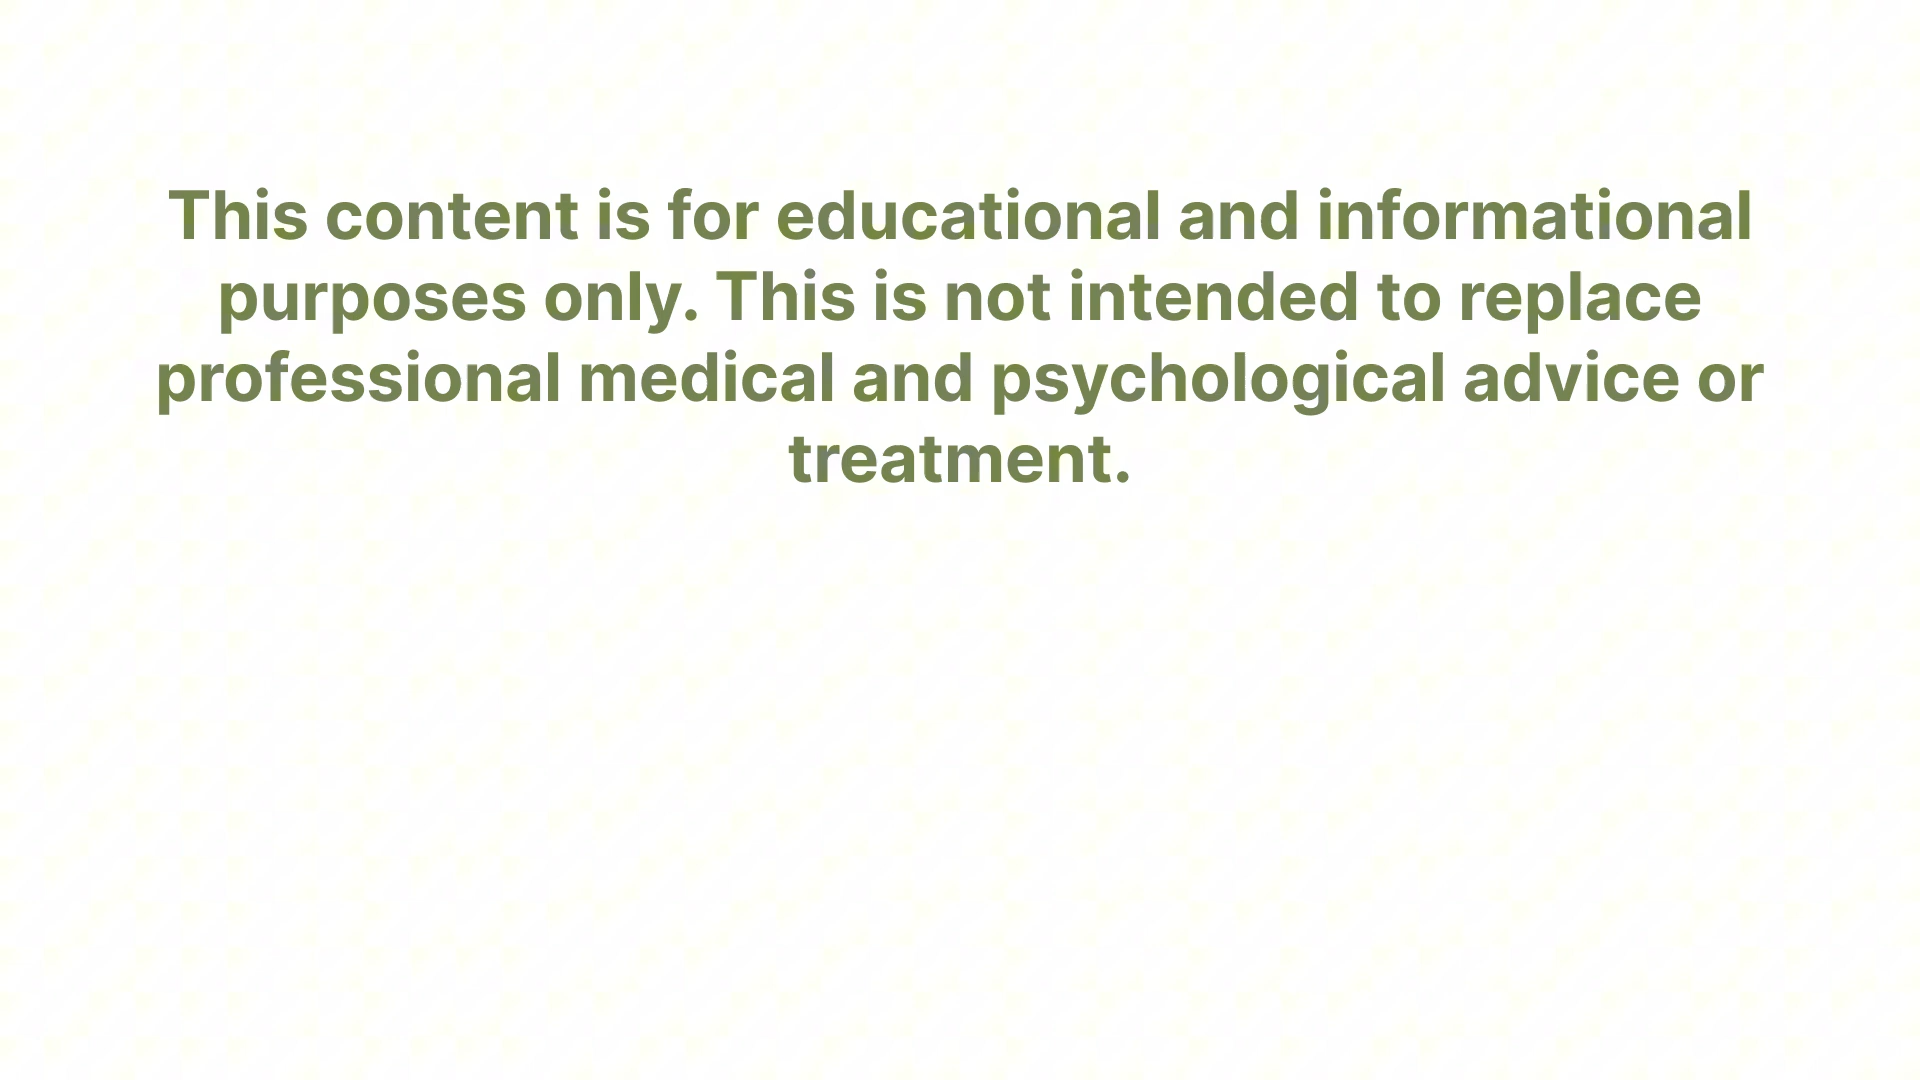 This content is for educational and informational
purposes only. This is not intended to replace
professional medical and psychological advice or
treatment.